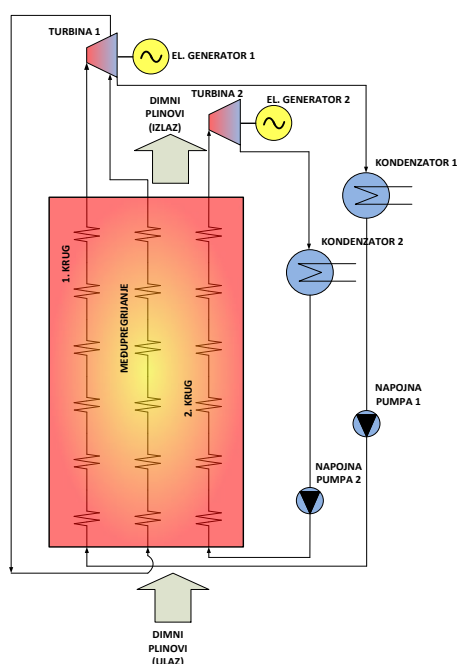 TURBINA 1
EL. GENERATOR 1
DIMNI
PLINOVI
(IZLAZ)
TURBINA 2
EL. GENERATOR 2
KONDENZATOR 1
KONDENZATOR 2
1. KRUG
MEĐUPREGRIJANJE
2. KRUG
NAPOJNA
PUMPA 1
NAPOJNA
PUMPA 2
DIMNI
PLINOVI
(ULAZ)